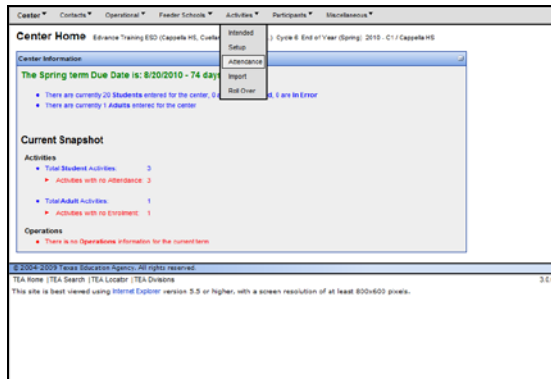 Center Contacts Operational Feeder Schools Activities Participants Miscellaneous
Intended
Setup
Attendance
Import
Roll Over
Center Home Edvance Training ESD (Cappella HS, Cuellar .) Cycle 6 End of Year (Spring) 2010 - C1 / Cappella HS
Center Information
The Spring term Due Date is: 8/20/2010 - 74 day
There are currently 20 Students entered for the center, 0 d, 0 are In Error
There are currently 1 Adults entered for the center
Current Snapshot
Activities
Total Student Activities: 3
Activities with no Attendance: 3
Total Adult Activities: 1
Activities with no Enrolment: 1
Operations
There is no Operations information for the current term
© 2004-2009 Texas Education Agency. All rights reserved.
TEA Home | TEA Search | TEA Locator | TEA Divisions
This site is best viewed using Internet Explorer version 5.5 or higher, with a screen resolution of at least 800x600 pixels.